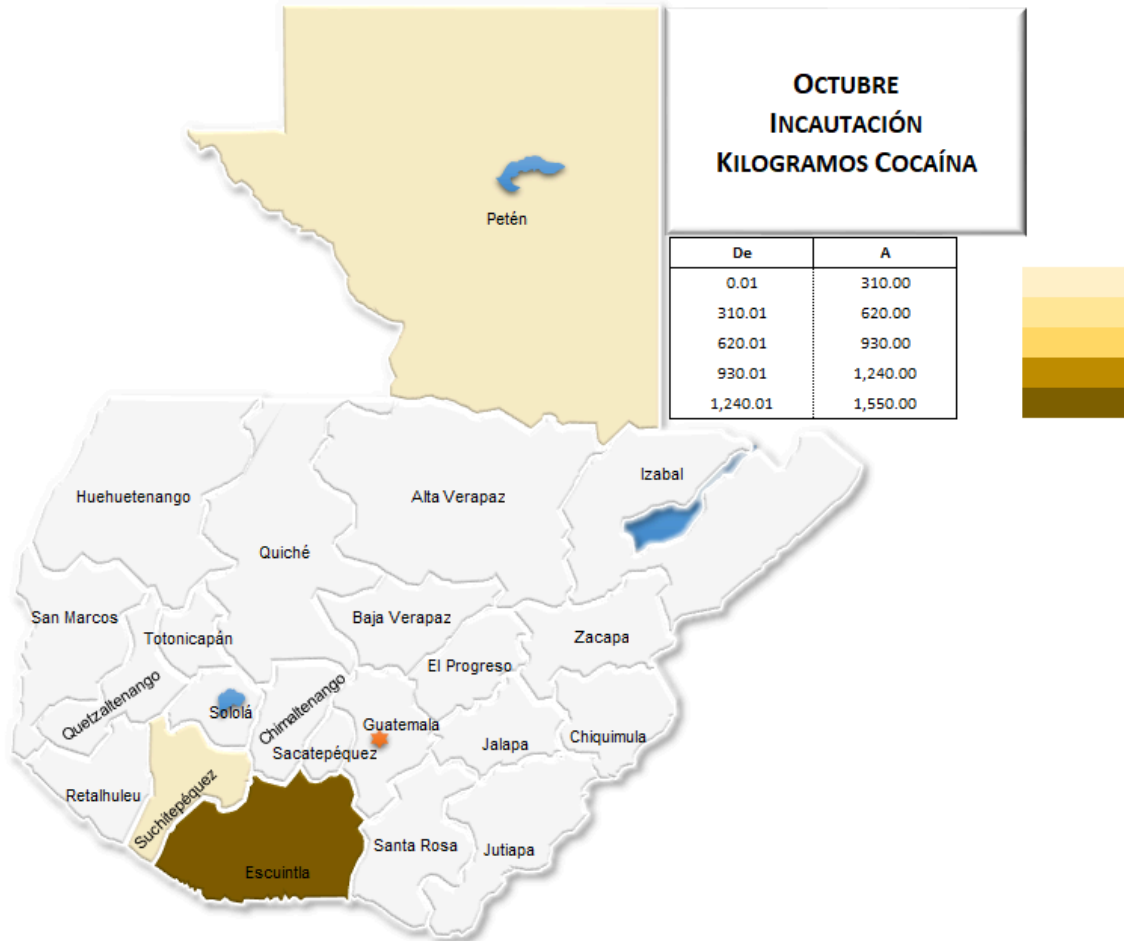 OCTUBRE
INCAUTACIÓN
KILOGRAMOS COCAÍNA
De A
0.01 310.00
310.01 620.00
620.01 930.00
930.01 1,240.00
1,240.01 1,550.00
Petén
Izabal
Huehuetenango
Alta Verapaz
Quiché
San Marcos
Baja Verapaz
Totonicapán
Zacapa
El Progreso
Quetzaltenango
Sololá
Chimaltenango
Guatemala
Sacatepéquez
Jalapa
Chiquimula
Retalhuleu
Suchitepéquez
Santa Rosa
Jutiapa
Escuintla